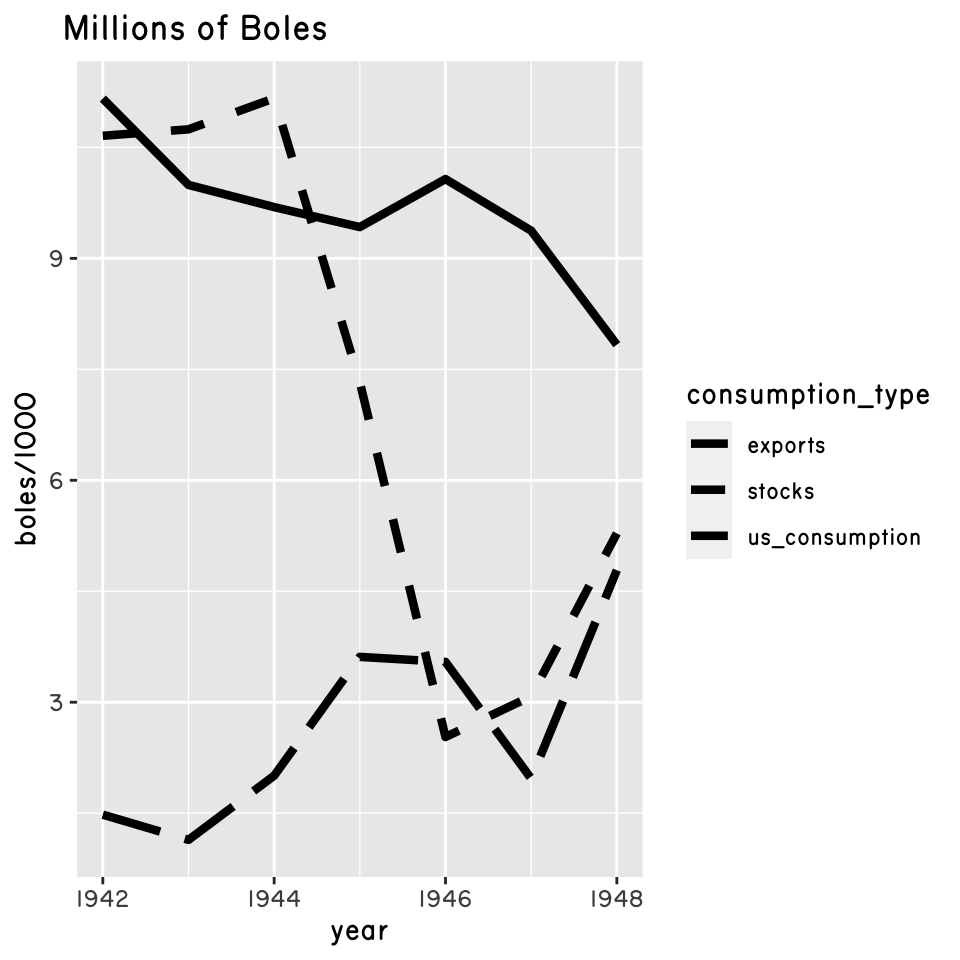 Millions of Boles
9
6
3
boles/1000
1942 1944 1946 1948
year
consumption_type
exports
stocks
us_consumption